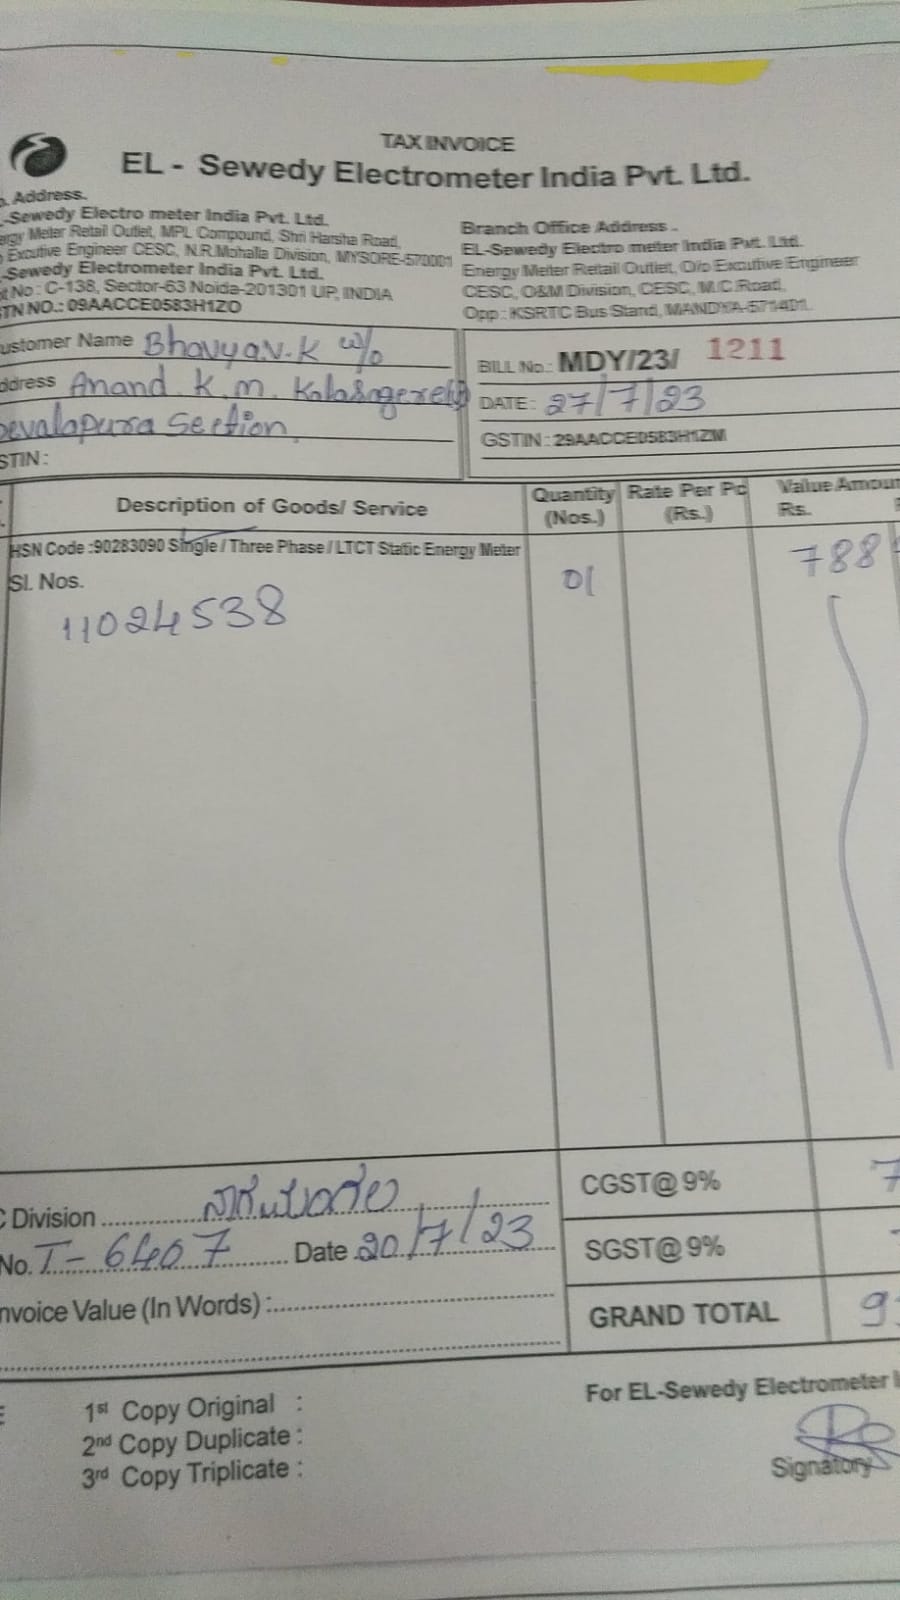 TAX INVOICE
EL - Sewedy Electrometer India Pvt. Ltd.
Address.
-Sewedy Electro meter India Pvt. Ltd.
ergy Meter Retail Outlet, MPL Compound, Shri Harsha Road,
Excutive Engineer CESC, N.R.Mohalla Division, MYSORE-570001
-Sewedy Electrometer India Pvt. Ltd.
No : C-138, Sector-63 Noida-201301 UP, INDIA
TN NO.: 09AACCE0583H1ZO
Branch Office Address -
EL-Sewedy Electro meter India Pvt. Ltd.
Energy Meter Retail Outlet, O/o Excutive Engineer
CESC, O&M Division, CESC, M.C.Road,
Opp : KSRTC Bus Stand, MANDYA-571401.
ustomer Name Bhavya.V.K w/o
ddress Anand K.M.
Devalapura Section
STIN :
BILL No.: MDY/23/ 1211
DATE : 27/7/23
GSTIN : 29AACCE0583H1ZM
Description of Goods/ Service
Quantity (Nos.)
Rate Per Pc (Rs.)
Value Amour
Rs.
HSN Code :90283090 Single / Three Phase / LTCT Static Energy Meter
Sl. Nos.
11024538
01
788
C Division
No. T-6407 Date 20/7/23
nvoice Value (In Words) :
CGST@ 9% 7
SGST@ 9%
GRAND TOTAL 9
1st Copy Original :
2nd Copy Duplicate :
3rd Copy Triplicate :
For EL-Sewedy Electrometer I
Signatory